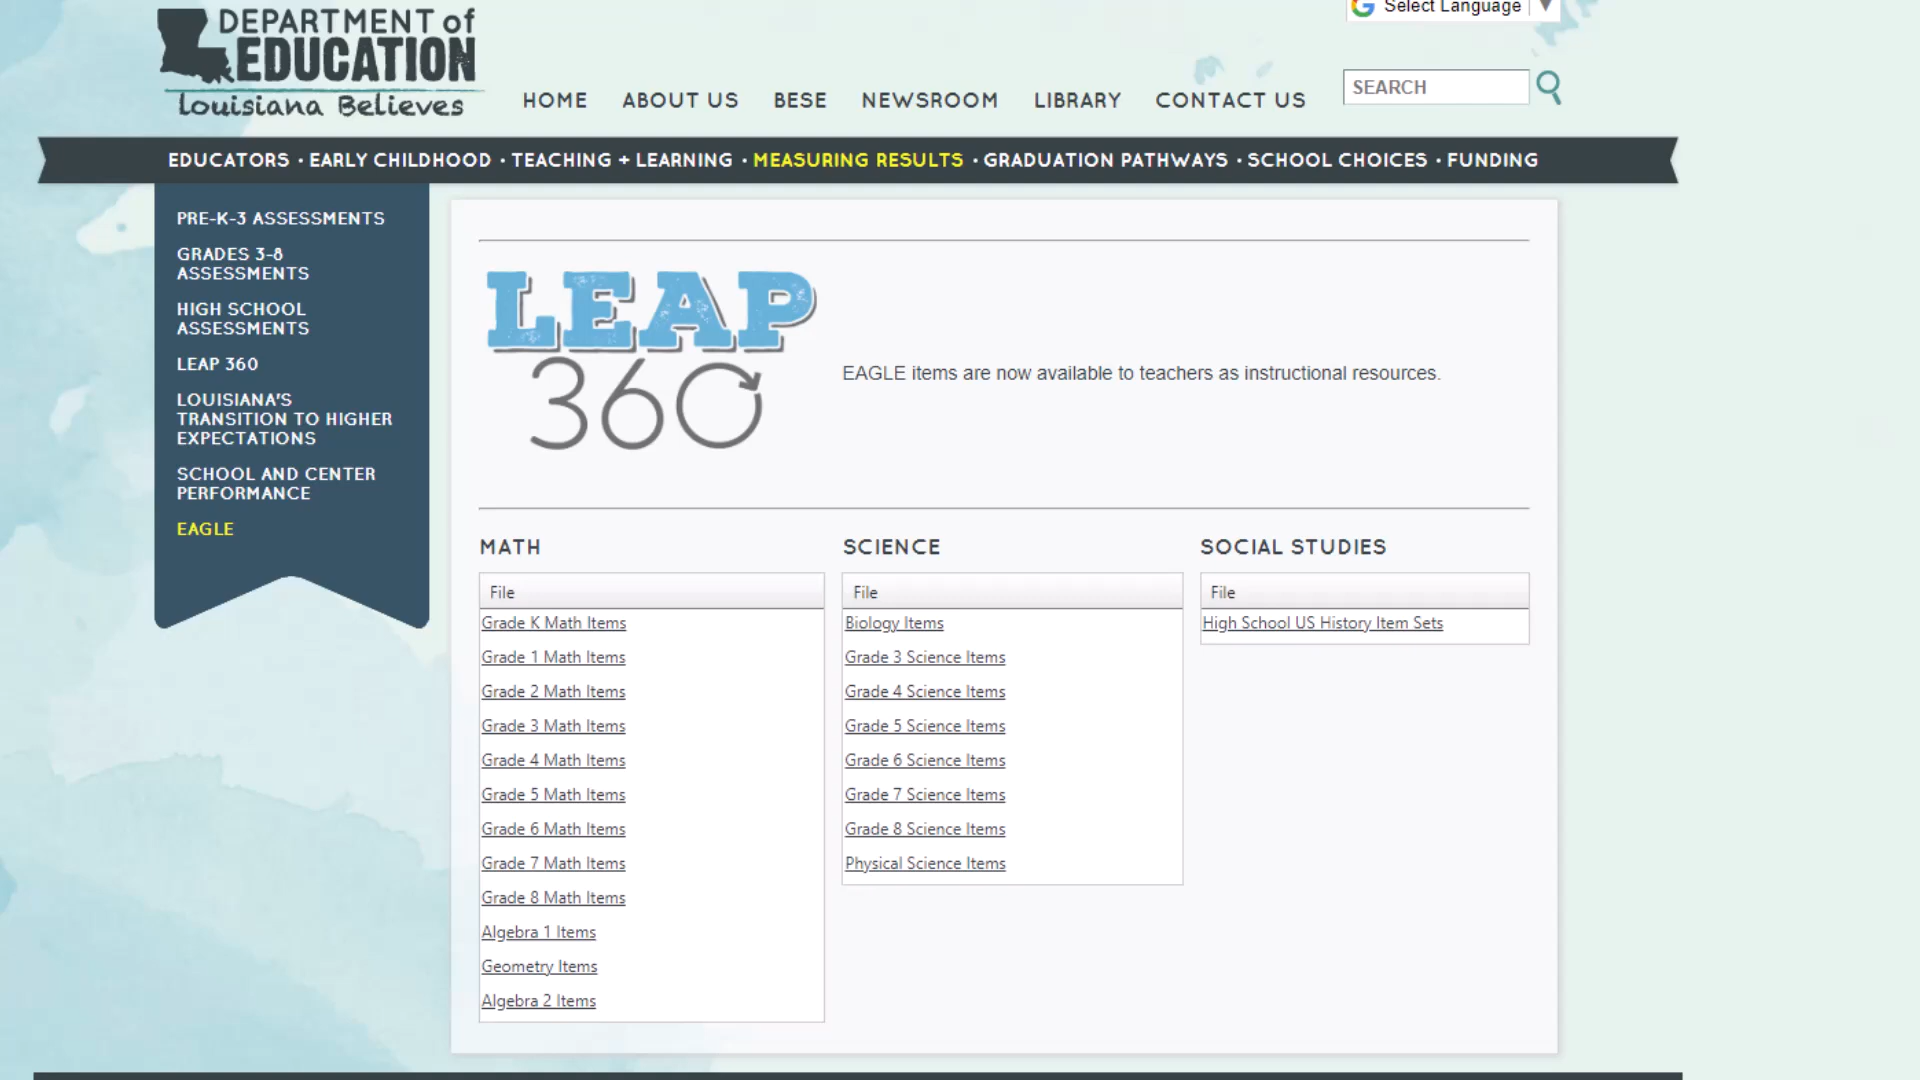 DEPARTMENT of
EDUCATION
Louisiana Believes
Select Language ▼
HOME ABOUT US BESE NEWSROOM LIBRARY CONTACT US
SEARCH
EDUCATORS · EARLY CHILDHOOD · TEACHING + LEARNING · MEASURING RESULTS · GRADUATION PATHWAYS · SCHOOL CHOICES · FUNDING
PRE-K-3 ASSESSMENTS
GRADES 3-8
ASSESSMENTS
HIGH SCHOOL
ASSESSMENTS
LEAP 360
LOUISIANA'S
TRANSITION TO HIGHER
EXPECTATIONS
SCHOOL AND CENTER
PERFORMANCE
EAGLE
LEAP
360
EAGLE items are now available to teachers as instructional resources.
MATH
File
Grade K Math Items
Grade 1 Math Items
Grade 2 Math Items
Grade 3 Math Items
Grade 4 Math Items
Grade 5 Math Items
Grade 6 Math Items
Grade 7 Math Items
Grade 8 Math Items
Algebra 1 Items
Geometry Items
Algebra 2 Items
SCIENCE
File
Biology Items
Grade 3 Science Items
Grade 4 Science Items
Grade 5 Science Items
Grade 6 Science Items
Grade 7 Science Items
Grade 8 Science Items
Physical Science Items
SOCIAL STUDIES
File
High School US History Item Sets